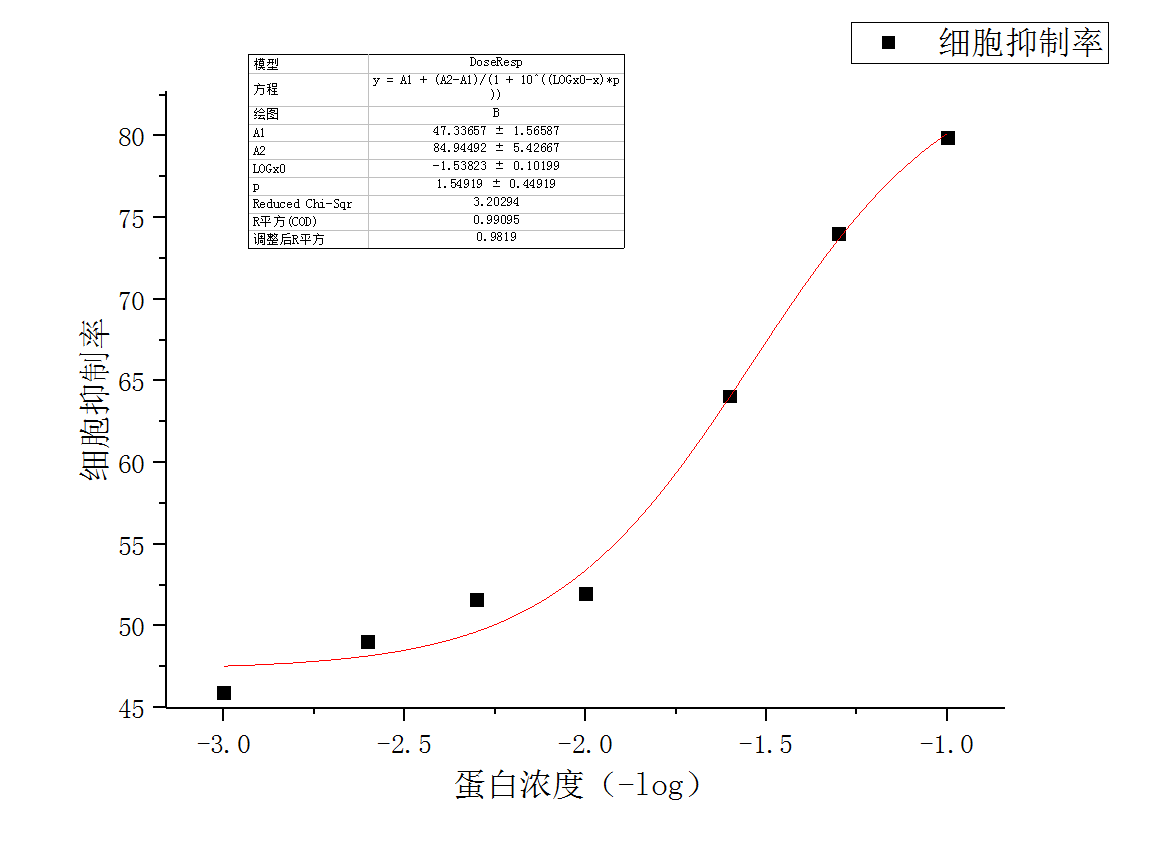 细胞抑制率
模型 DoseResp
方程 y = A1 + (A2-A1)/(1 + 10^((LOGx0-x)*p
))
绘图 B
A1 47.33657 ± 1.56587
A2 84.94492 ± 5.42667
LOGx0 -1.53823 ± 0.10199
p 1.54919 ± 0.44919
Reduced Chi-Sqr 3.20294
R平方(COD) 0.99095
调整后R平方 0.9819
80
75
70
65
60
55
50
45
细胞抑制率
-3.0 -2.5 -2.0 -1.5 -1.0
蛋白浓度（-log）